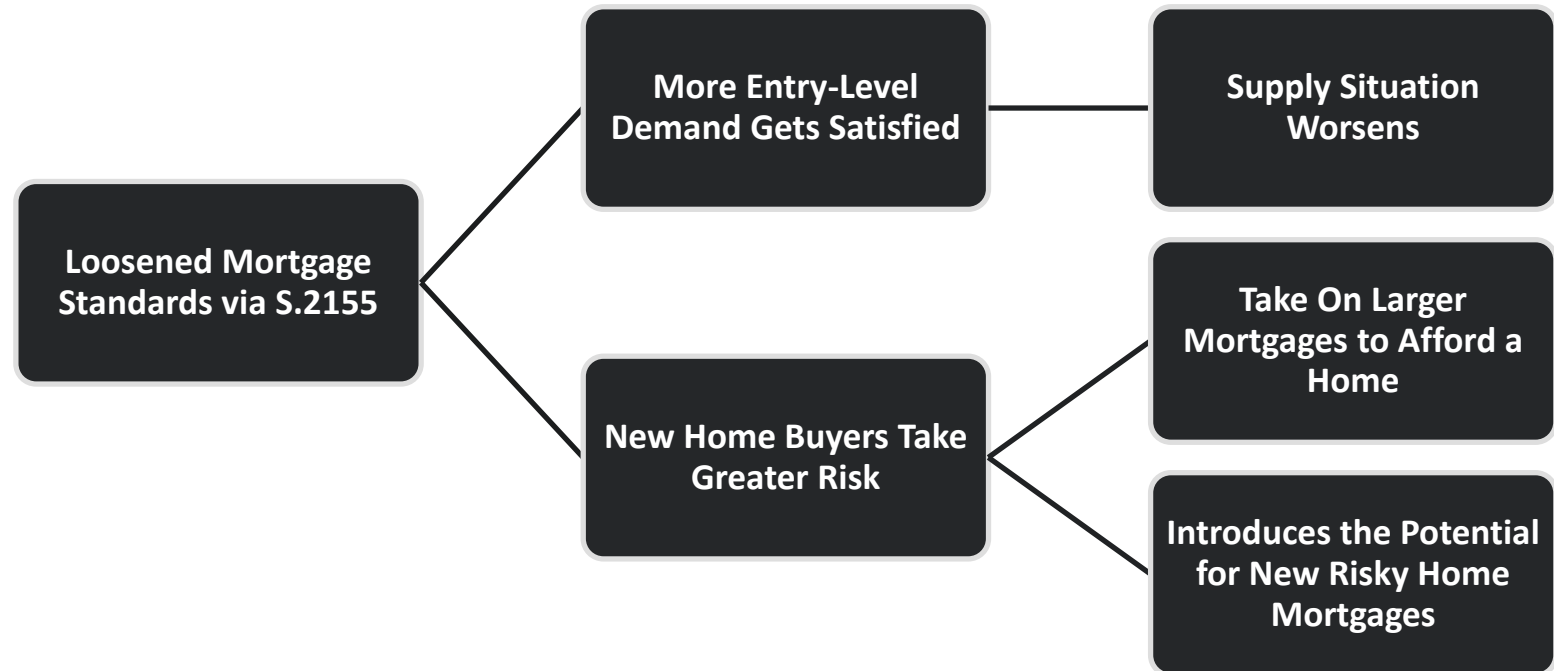 Loosened Mortgage
Standards via S.2155
More Entry-Level
Demand Gets Satisfied
Supply Situation
Worsens
New Home Buyers Take
Greater Risk
Take On Larger
Mortgages to Afford a
Home
Introduces the Potential
for New Risky Home
Mortgages